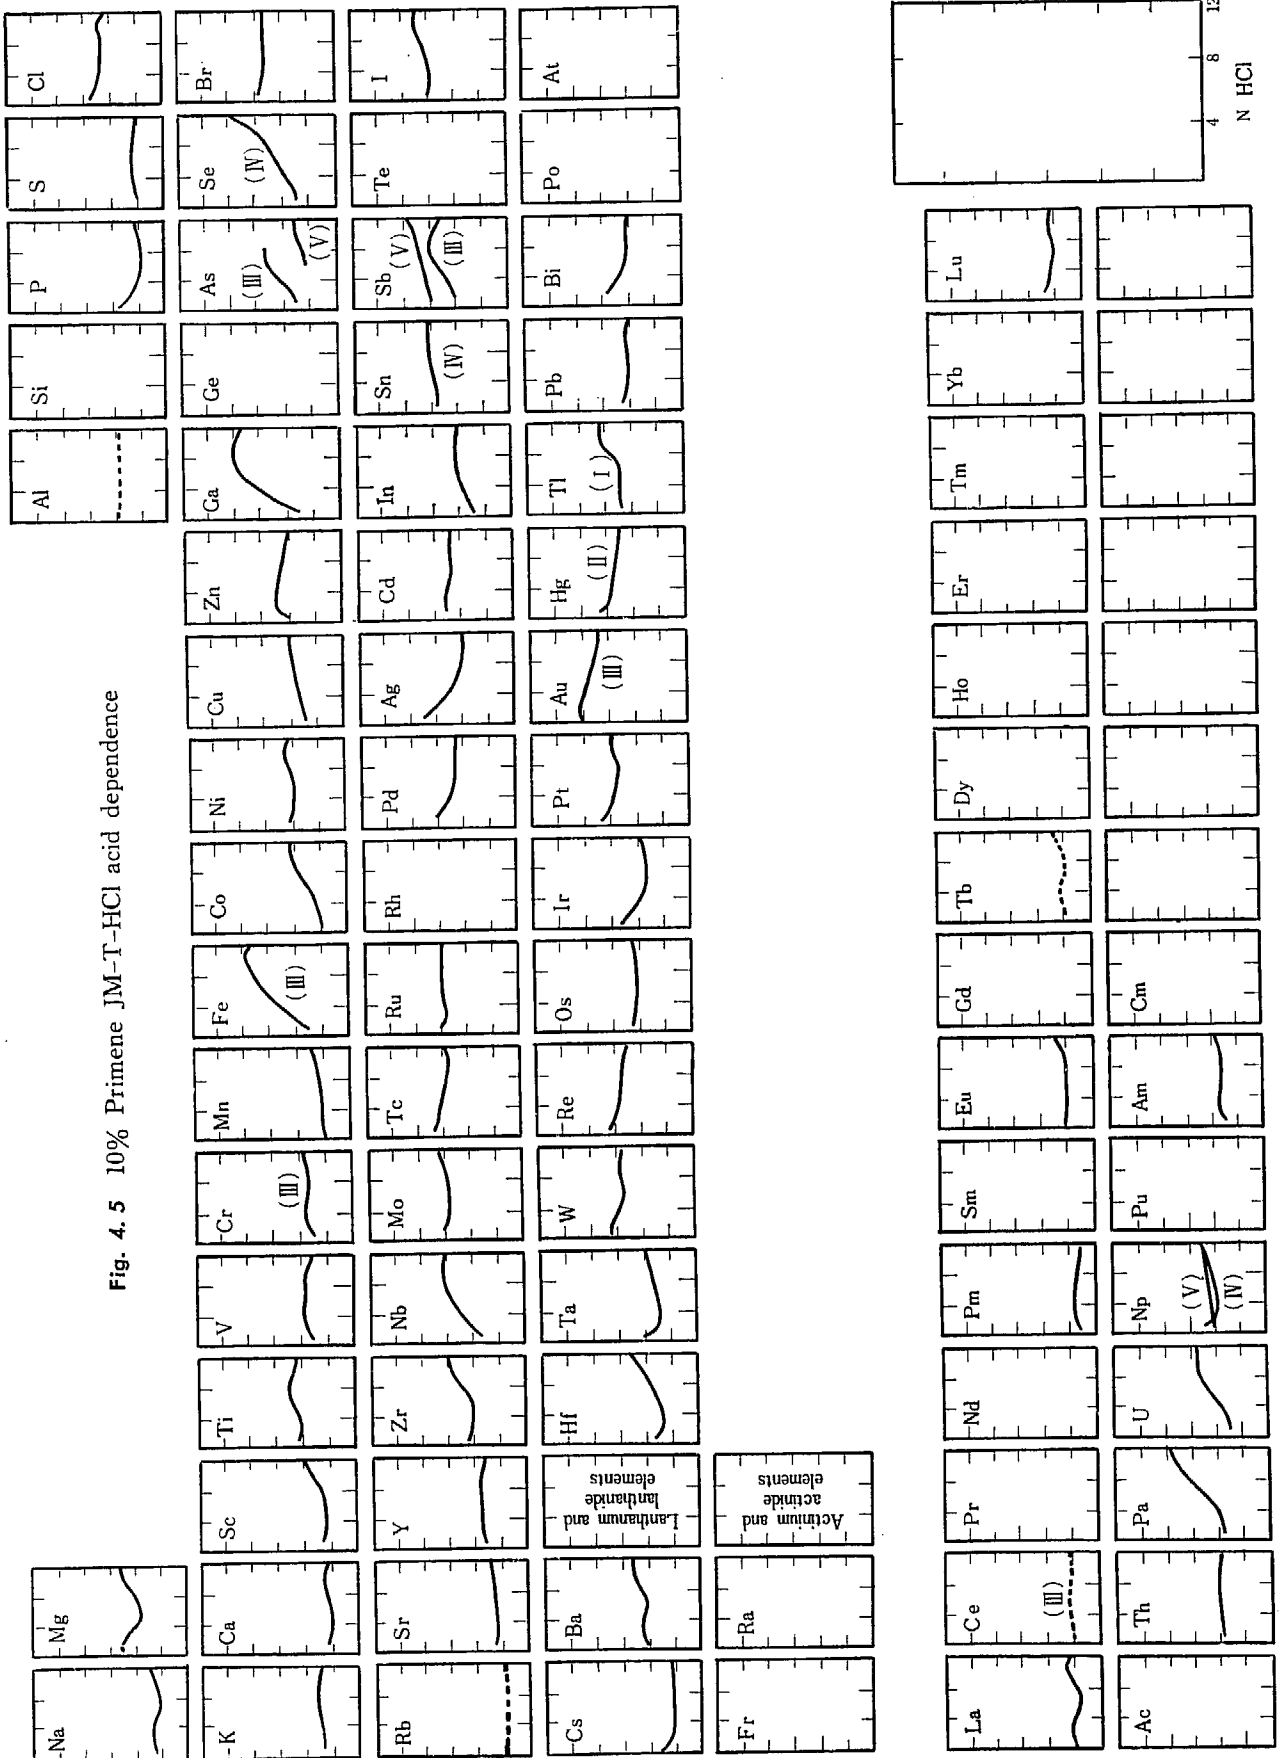 Fig. 4.5 10% Primene JM-T-HCl acid dependence
Na
Mg
Al
Si
P
S
Cl
K
Ca
Sc
Ti
V
Cr
(Ⅲ)
Mn
Fe
(Ⅲ)
Co
Ni
Cu
Zn
Ga
Ge
As
(Ⅲ)
(Ⅴ)
Se
(Ⅳ)
Br
Rb
Sr
Y
Zr
Nb
Mo
Tc
Ru
Rh
Pd
Ag
Cd
In
Sn
(Ⅳ)
Sb
(Ⅴ)
(Ⅲ)
Te
I
Cs
Ba
Lanthanum and
lanthanide
elements
Hf
Ta
W
Re
Os
Ir
Pt
Au
(Ⅲ)
Hg
(Ⅱ)
Tl
(Ⅰ)
Pb
Bi
Po
At
Fr
Ra
Actinium and
actinide
elements
La
Ce
(Ⅲ)
Pr
Nd
Pm
Sm
Eu
Gd
Tb
Dy
Ho
Er
Tm
Yb
Lu
Ac
Th
Pa
U
Np
(Ⅴ)
(Ⅳ)
Pu
Am
Cm
4 8 12
N HCl